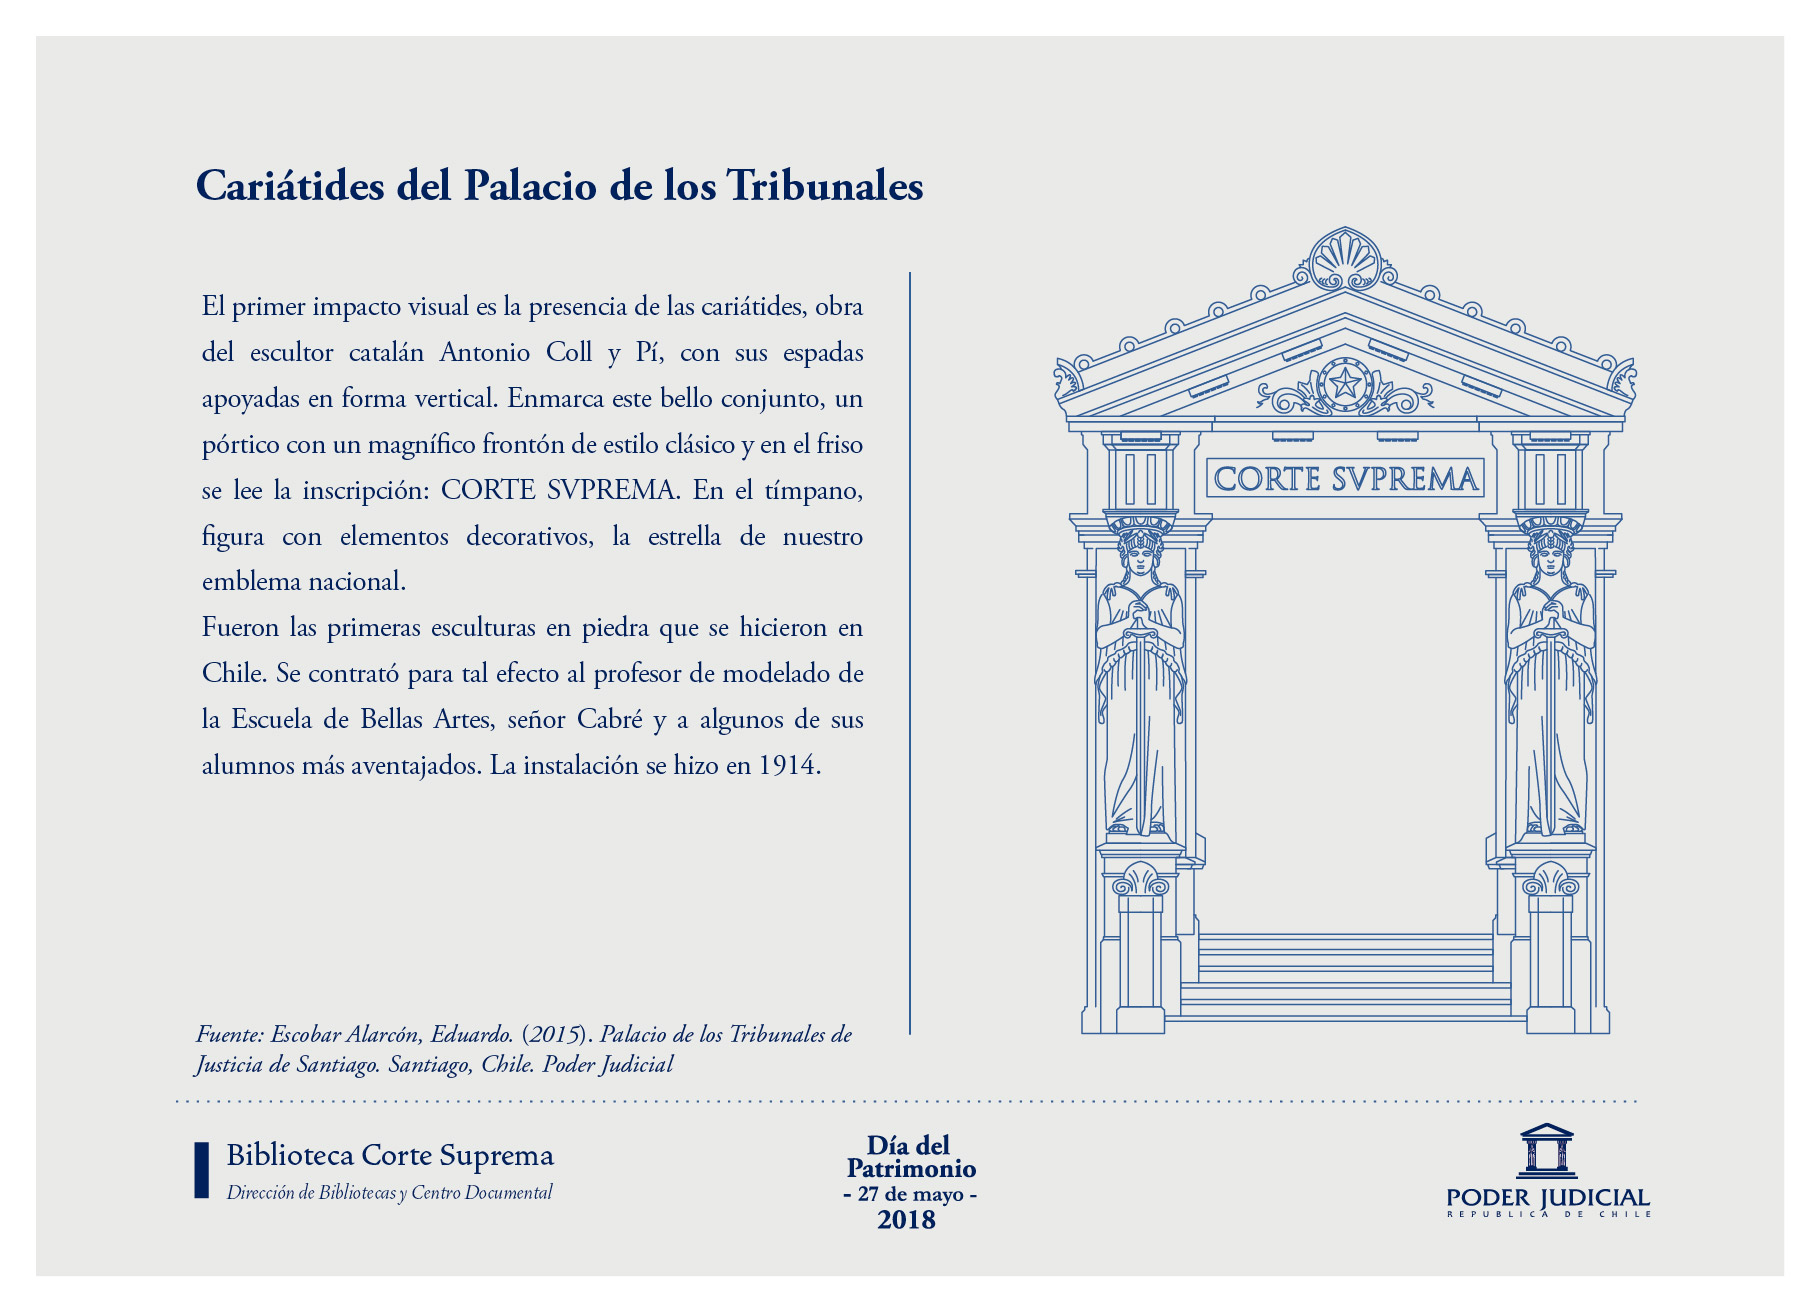 Cariátides del Palacio de los Tribunales
El primer impacto visual es la presencia de las cariátides, obra
del escultor catalán Antonio Coll y Pí, con sus espadas
apoyadas en forma vertical. Enmarca este bello conjunto, un
pórtico con un magnífico frontón de estilo clásico y en el friso
se lee la inscripción: CORTE SVPREMA. En el tímpano,
figura con elementos decorativos, la estrella de nuestro
emblema nacional.
Fueron las primeras esculturas en piedra que se hicieron en
Chile. Se contrató para tal efecto al profesor de modelado de
la Escuela de Bellas Artes, señor Cabré y a algunos de sus
alumnos más aventajados. La instalación se hizo en 1914.
CORTE SVPREMA
Fuente: Escobar Alarcón, Eduardo. (2015). Palacio de los Tribunales de
Justicia de Santiago. Santiago, Chile. Poder Judicial
Biblioteca Corte Suprema
Dirección de Bibliotecas y Centro Documental
Día del
Patrimonio
- 27 de mayo -
2018
PODER JUDICIAL
REPUBLICA DE CHILE